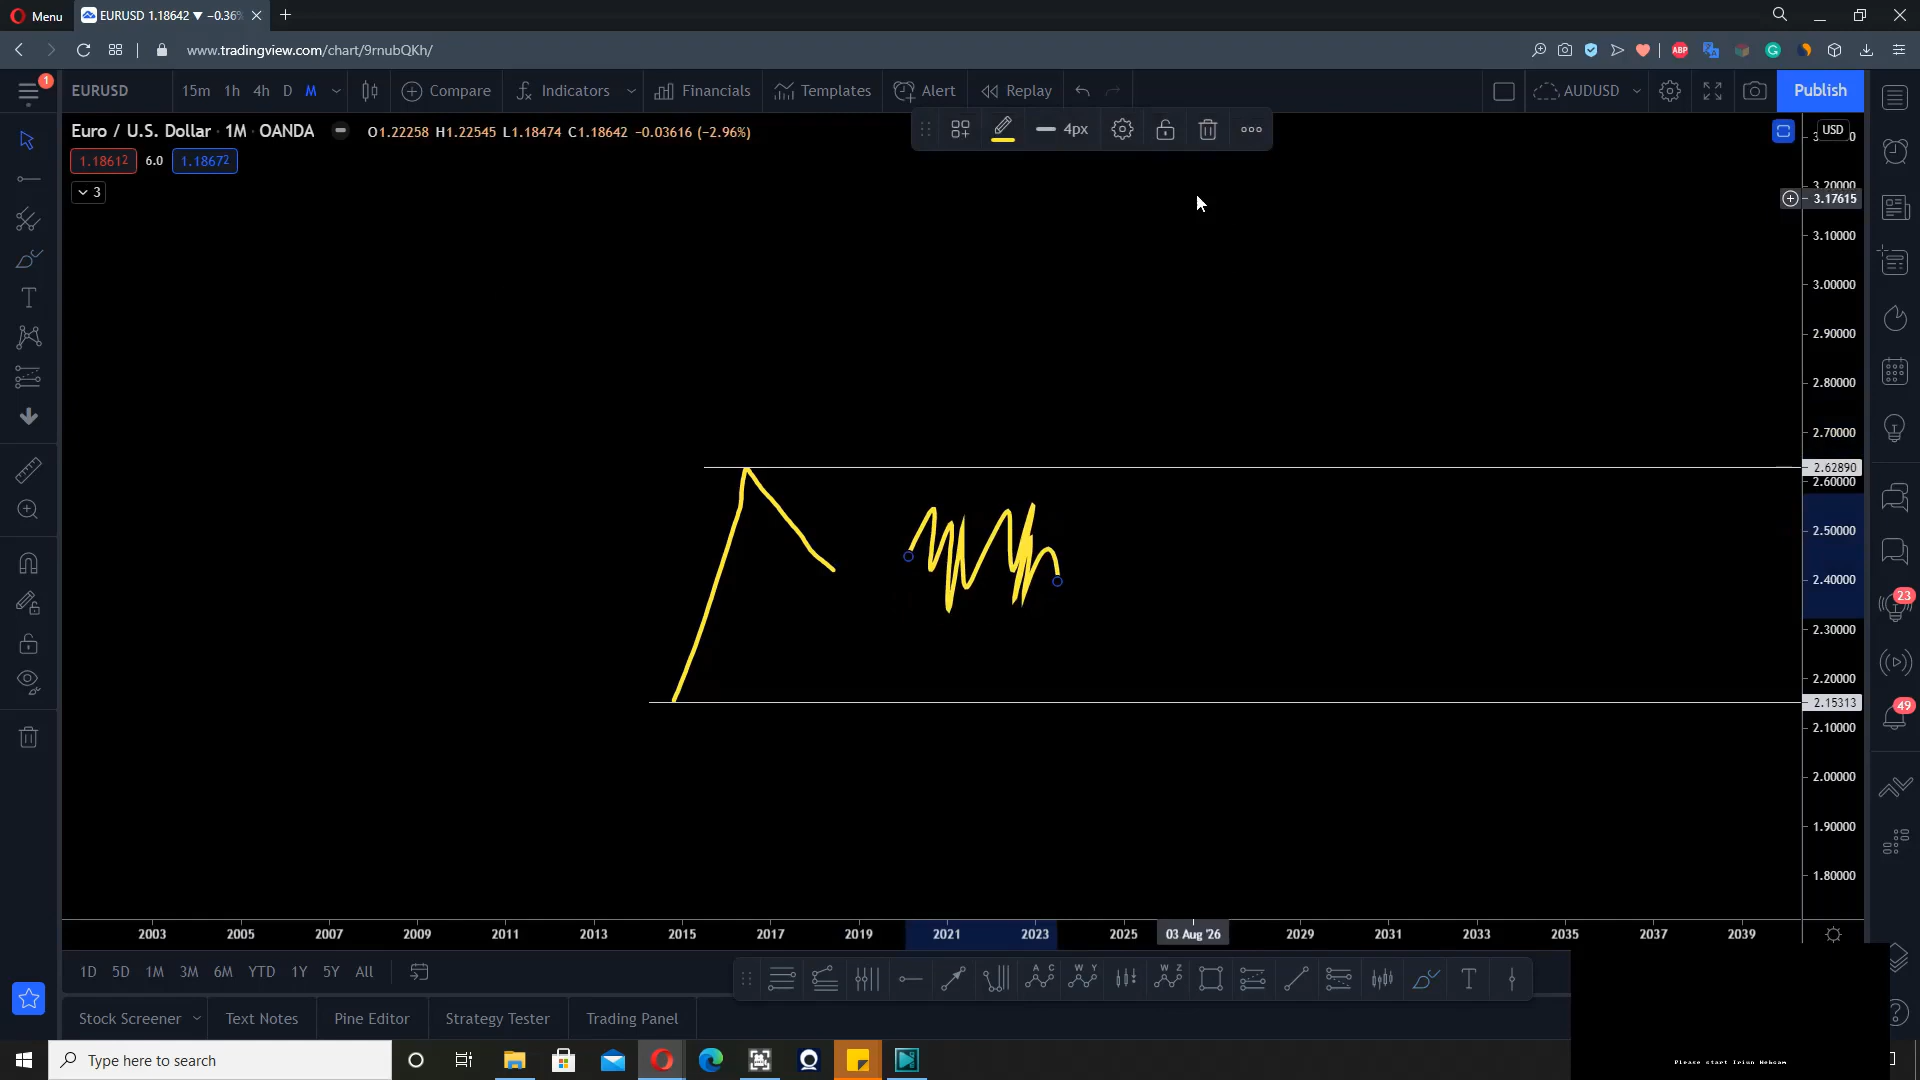 Menu
EURUSD 1.18642 ▼ −0.36%
www.tradingview.com/chart/9rnubQKh/
1
EURUSD
15m 1h 4h D M
Compare
Indicators
Financials
Templates
Alert
Replay
AUDUSD
Publish
Euro / U.S. Dollar · 1M · OANDA
O1.22258 H1.22545 L1.18474 C1.18642 −0.03616 (−2.96%)
4px
USD
1.18612 6.0 1.18672
3
3.20000
3.17615
3.10000
3.00000
2.90000
2.80000
2.70000
2.62890
2.60000
2.50000
2.40000
2.30000
2.20000
2.15313
2.10000
2.00000
1.90000
1.80000
23
49
2003 2005 2007 2009 2011 2013 2015 2017 2019 2021 2023 2025 03 Aug '26 2029 2031 2033 2035 2037 2039
1D 5D 1M 3M 6M YTD 1Y 5Y All
A C
W Y
W Z
T
Stock Screener
Text Notes
Pine Editor
Strategy Tester
Trading Panel
Type here to search
Please start Iriun Webcam